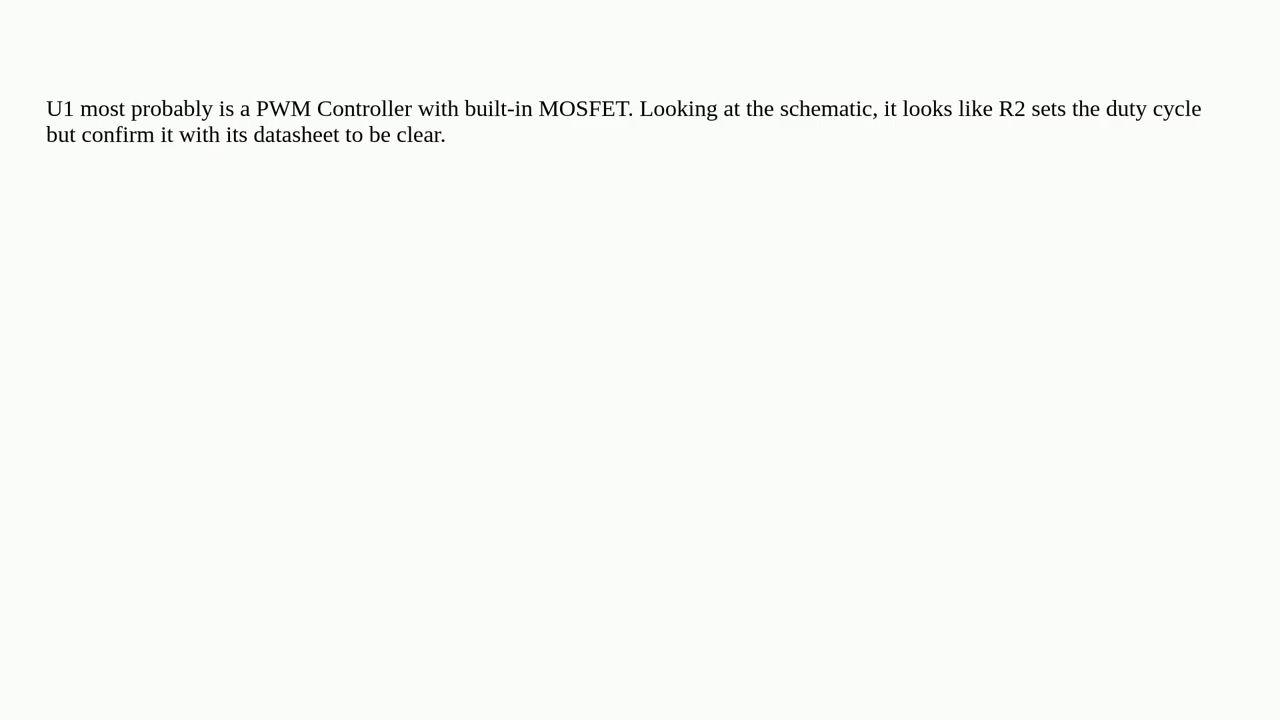 U1 most probably is a PWM Controller with built-in MOSFET. Looking at the schematic, it looks like R2 sets the duty cycle
but confirm it with its datasheet to be clear.